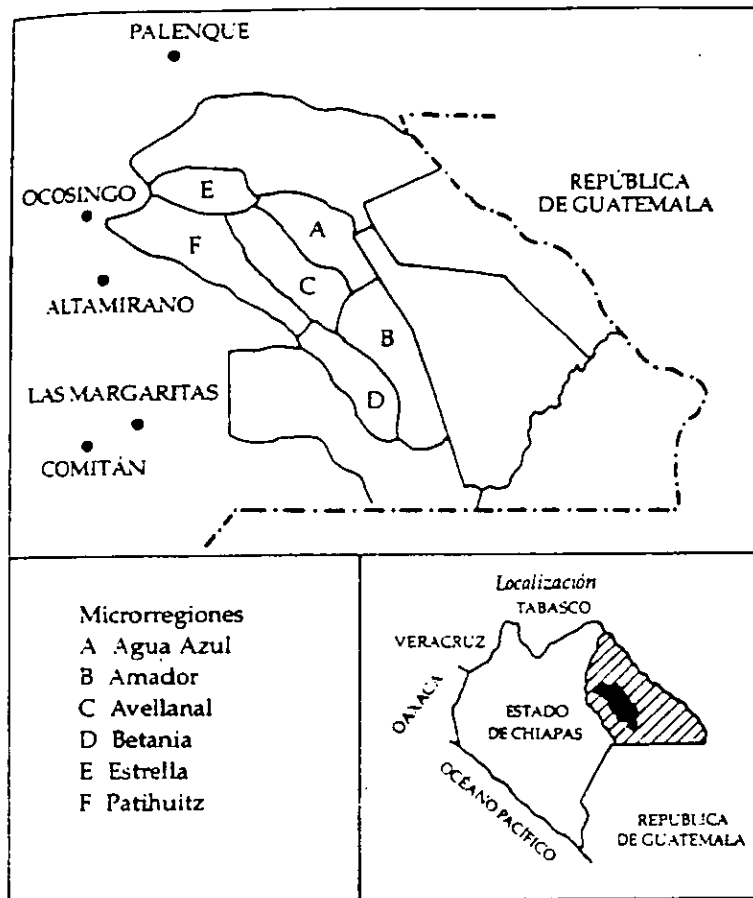 PALENQUE
REPÚBLICA
DE GUATEMALA
OCOSINGO
E
A
F
C
ALTAMIRANO
B
LAS MARGARITAS
D
COMITÁN
Microrregiones
A Agua Azul
B Amador
C Avellanal
D Betania
E Estrella
F Patihuitz
Localización
TABASCO
VERACRUZ
OAXACA
ESTADO
DE CHIAPAS
OCÉANO PACÍFICO
REPÚBLICA
DE GUATEMALA